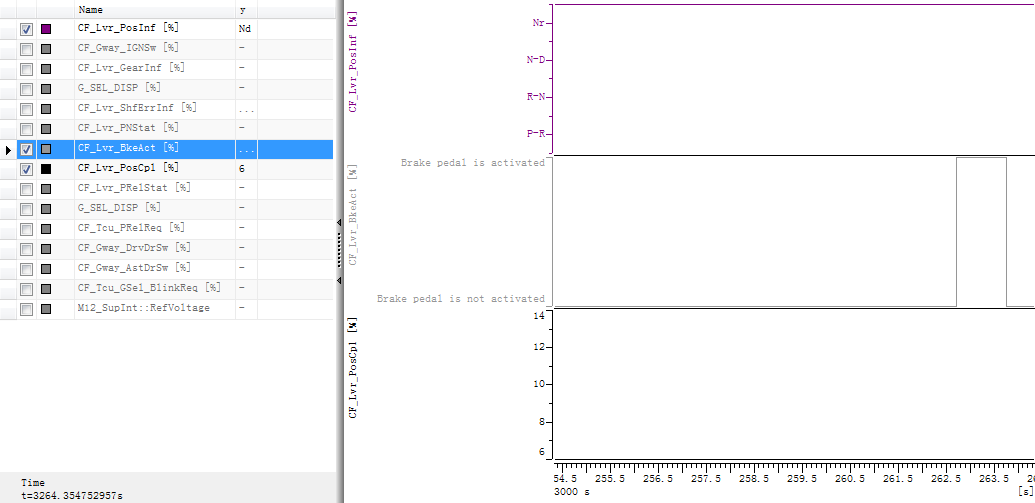 Name y
CF_Lvr_PosInf [%] Nd
CF_Gway_IGNSw [%] -
CF_Lvr_GearInf [%] -
G_SEL_DISP [%] -
CF_Lvr_ShfErrInf [%] ...
CF_Lvr_PNStat [%] -
CF_Lvr_BkeAct [%] ...
CF_Lvr_PosCpl [%] 6
CF_Lvr_PRelStat [%] -
G_SEL_DISP [%] -
CF_Tcu_PRelReq [%] -
CF_Gway_DrvDrSw [%] -
CF_Gway_AstDrSw [%] -
CF_Tcu_GSel_BlinkReq [%] -
M12_SupInt::RefVoltage -
Time
t=3264.354752957s
CF_Lvr_PosInf [%]
Nr
N-D
R-N
P-R
CF_Lvr_BkeAct [%]
Brake pedal is activated
Brake pedal is not activated
CF_Lvr_PosCpl [%]
14
12
10
8
6
54.5 255.5 256.5 257.5 258.5 259.5 260.5 261.5 262.5 263.5 26
3000 s [s]